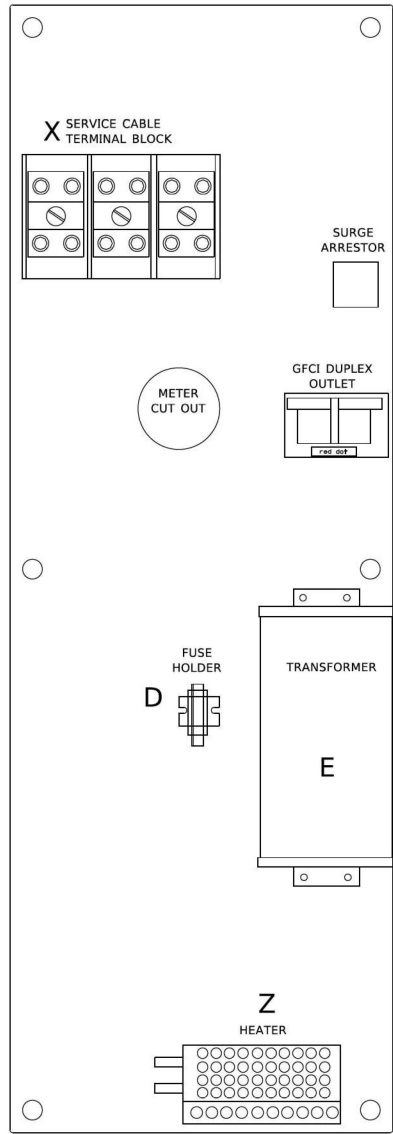 X SERVICE CABLE
TERMINAL BLOCK
SURGE
ARRESTOR
GFCI DUPLEX
OUTLET
red dot
METER
CUT OUT
FUSE
HOLDER
D
TRANSFORMER
E
Z
HEATER